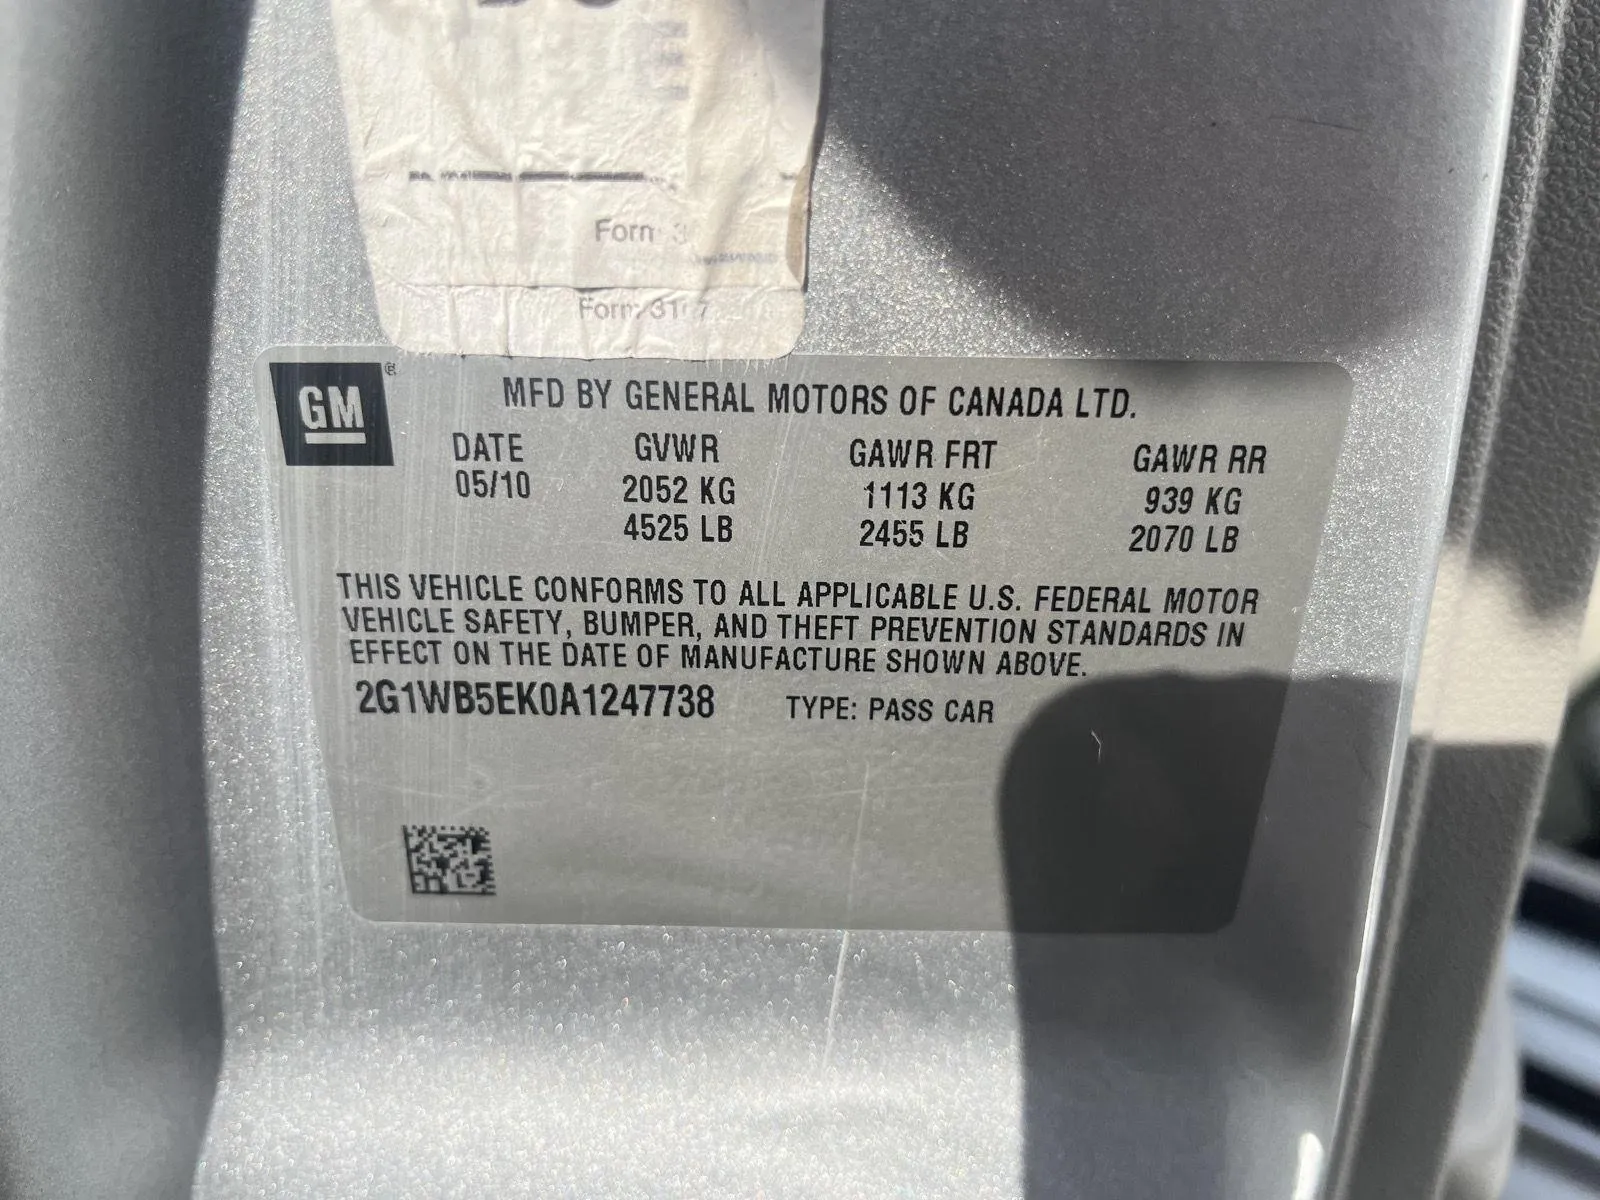 Form 3
Form 31 7
GM
MFD BY GENERAL MOTORS OF CANADA LTD.
DATE GVWR GAWR FRT GAWR RR
05/10 2052 KG 1113 KG 939 KG
4525 LB 2455 LB 2070 LB
THIS VEHICLE CONFORMS TO ALL APPLICABLE U.S. FEDERAL MOTOR
VEHICLE SAFETY, BUMPER, AND THEFT PREVENTION STANDARDS IN
EFFECT ON THE DATE OF MANUFACTURE SHOWN ABOVE.
2G1WB5EK0A1247738 TYPE: PASS CAR